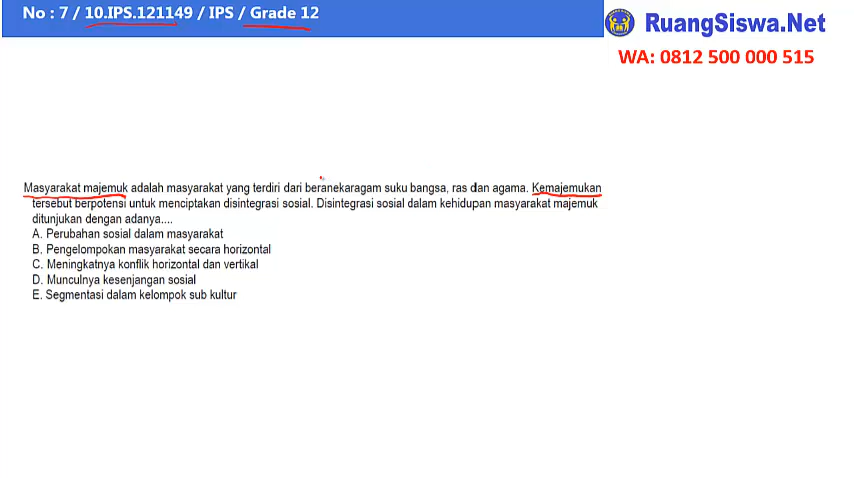 No : 7 / 10.IPS.121149 / IPS / Grade 12
RuangSiswa.Net
WA: 0812 500 000 515
Masyarakat majemuk adalah masyarakat yang terdiri dari beranekaragam suku bangsa, ras dan agama. Kemajemukan
tersebut berpotensi untuk menciptakan disintegrasi sosial. Disintegrasi sosial dalam kehidupan masyarakat majemuk
ditunjukan dengan adanya....
A. Perubahan sosial dalam masyarakat
B. Pengelompokan masyarakat secara horizontal
C. Meningkatnya konflik horizontal dan vertikal
D. Munculnya kesenjangan sosial
E. Segmentasi dalam kelompok sub kultur